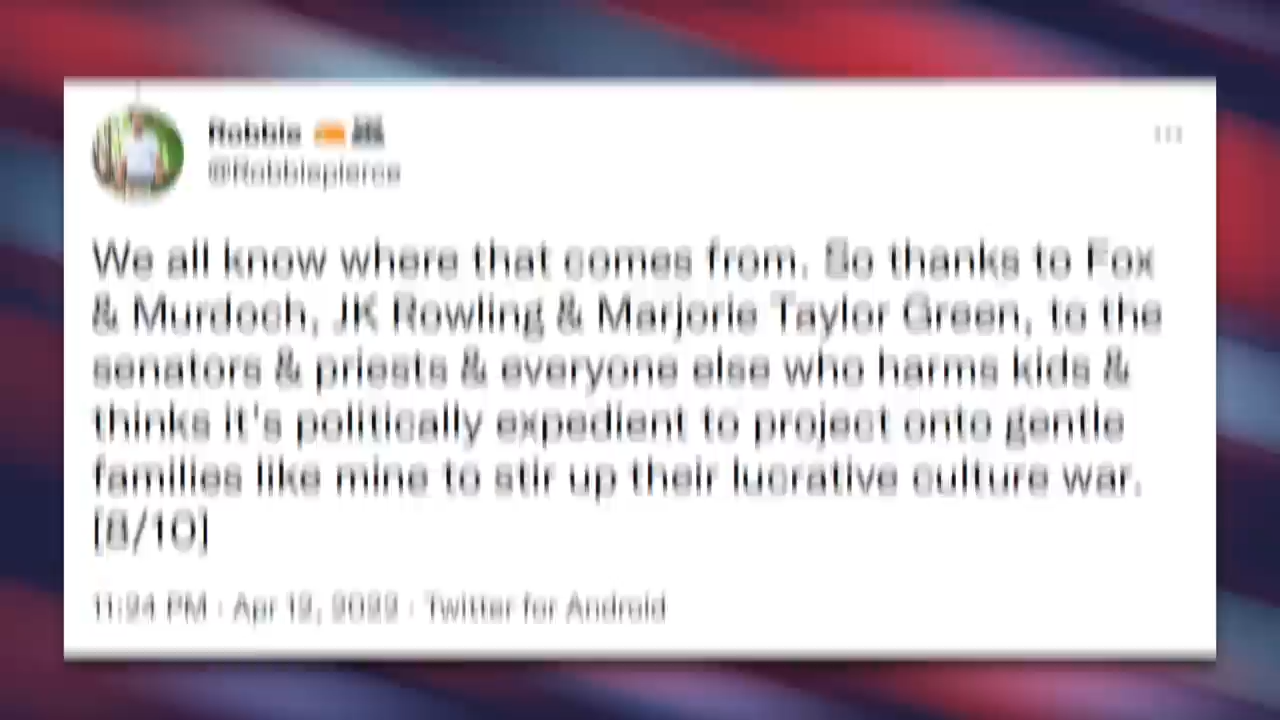 Robbie
@Robbiepierce
We all know where that comes from. So thanks to Fox
& Murdoch, JK Rowling & Marjorie Taylor Green, to the
senators & priests & everyone else who harms kids &
thinks it's politically expedient to project onto gentle
families like mine to stir up their lucrative culture war.
[8/10]
11:24 PM · Apr 18, 2022 · Twitter for Android